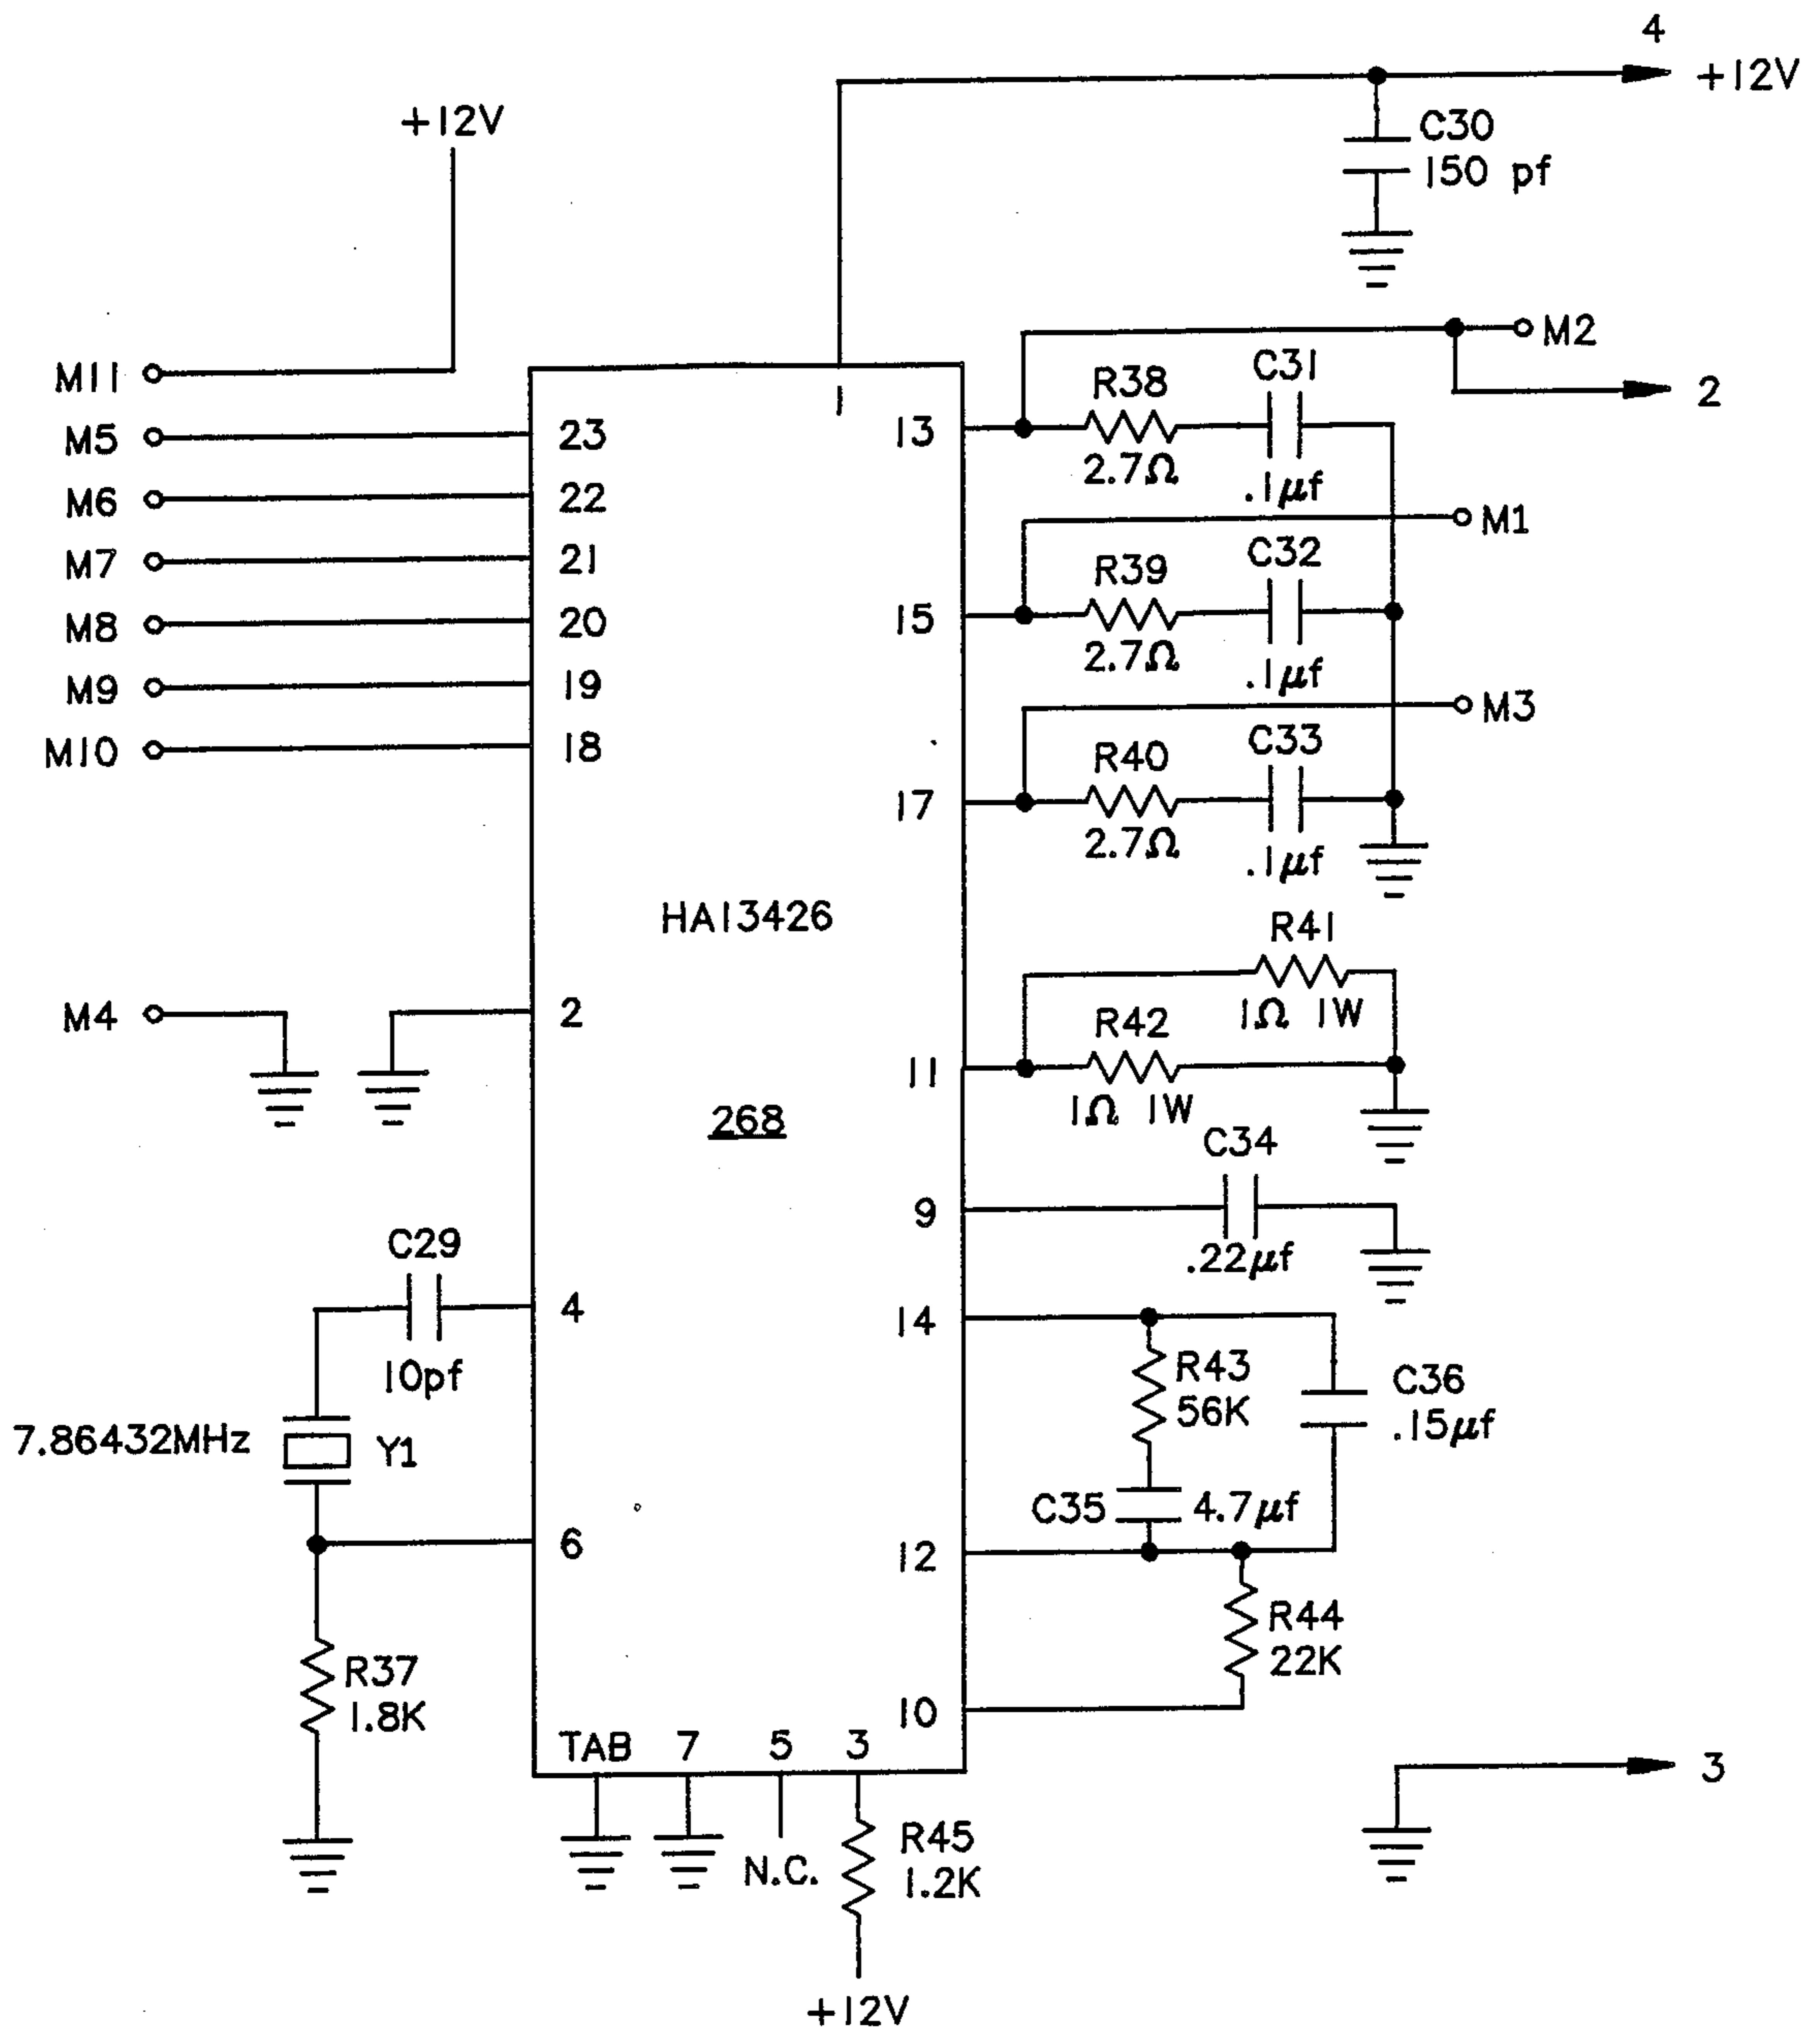 4
+12V
+12V
C30
150 pf
M2
M11
C31
R38
2
M5
23
13
2.7Ω
.1µf
M6
22
M1
M7
21
C32
R39
M8
20
15
2.7Ω
.1µf
M9
19
M3
M10
18
C33
R40
17
2.7Ω
.1µf
HA13426
R41
1Ω 1W
M4
2
R42
11
1Ω 1W
268
C34
9
.22µf
C29
4
10pf
14
R43
56K
C36
.15µf
7.86432MHz
Y1
C35
4.7µf
6
12
R44
22K
R37
1.8K
10
TAB
7
5
3
3
N.C.
R45
1.2K
+12V